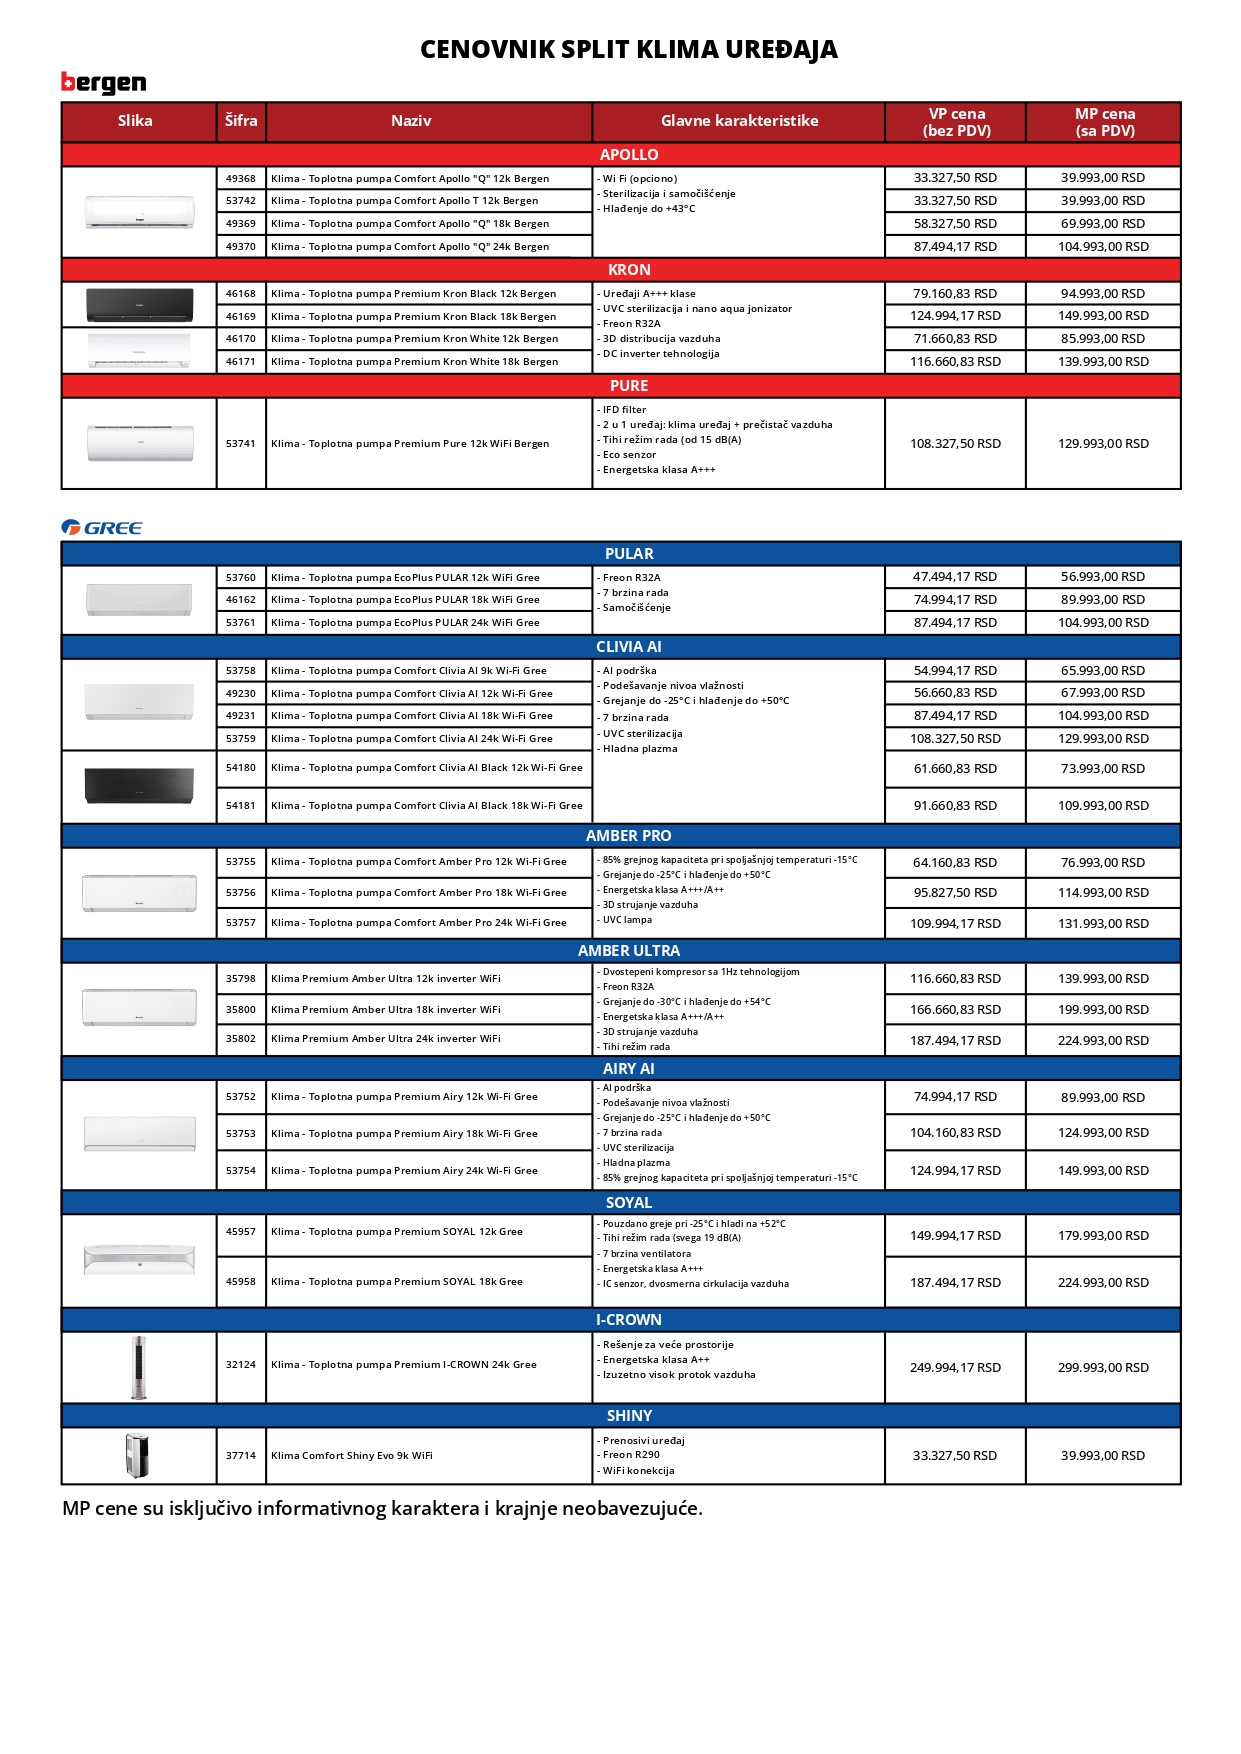 CENOVNIK SPLIT KLIMA UREĐAJA
bergen
Slika Šifra Naziv Glavne karakteristike VP cena (bez PDV) MP cena (sa PDV)
APOLLO
49368 Klima - Toplotna pumpa Comfort Apollo "Q" 12k Bergen 33.327,50 RSD 39.993,00 RSD
53742 Klima - Toplotna pumpa Comfort Apollo T 12k Bergen 33.327,50 RSD 39.993,00 RSD
49369 Klima - Toplotna pumpa Comfort Apollo "Q" 18k Bergen 58.327,50 RSD 69.993,00 RSD
49370 Klima - Toplotna pumpa Comfort Apollo "Q" 24k Bergen 87.494,17 RSD 104.993,00 RSD
- Wi Fi (opciono)
- Sterilizacija i samočišćenje
- Hlađenje do +43°C
KRON
46168 Klima - Toplotna pumpa Premium Kron Black 12k Bergen 79.160,83 RSD 94.993,00 RSD
46169 Klima - Toplotna pumpa Premium Kron Black 18k Bergen 124.994,17 RSD 149.993,00 RSD
46170 Klima - Toplotna pumpa Premium Kron White 12k Bergen 71.660,83 RSD 85.993,00 RSD
46171 Klima - Toplotna pumpa Premium Kron White 18k Bergen 116.660,83 RSD 139.993,00 RSD
- Uređaji A+++ klase
- UVC sterilizacija i nano aqua jonizator
- Freon R32A
- 3D distribucija vazduha
- DC inverter tehnologija
PURE
53741 Klima - Toplotna pumpa Premium Pure 12k WiFi Bergen 108.327,50 RSD 129.993,00 RSD
- IFD filter
- 2 u 1 uređaj: klima uređaj + prečistač vazduha
- Tihi režim rada (od 15 dB(A)
- Eco senzor
- Energetska klasa A+++
GREE
PULAR
53760 Klima - Toplotna pumpa EcoPlus PULAR 12k WiFi Gree 47.494,17 RSD 56.993,00 RSD
46162 Klima - Toplotna pumpa EcoPlus PULAR 18k WiFi Gree 74.994,17 RSD 89.993,00 RSD
53761 Klima - Toplotna pumpa EcoPlus PULAR 24k WiFi Gree 87.494,17 RSD 104.993,00 RSD
- Freon R32A
- 7 brzina rada
- Samočišćenje
CLIVIA AI
53758 Klima - Toplotna pumpa Comfort Clivia AI 9k Wi-Fi Gree 54.994,17 RSD 65.993,00 RSD
49230 Klima - Toplotna pumpa Comfort Clivia AI 12k Wi-Fi Gree 56.660,83 RSD 67.993,00 RSD
49231 Klima - Toplotna pumpa Comfort Clivia AI 18k Wi-Fi Gree 87.494,17 RSD 104.993,00 RSD
53759 Klima - Toplotna pumpa Comfort Clivia AI 24k Wi-Fi Gree 108.327,50 RSD 129.993,00 RSD
54180 Klima - Toplotna pumpa Comfort Clivia AI Black 12k Wi-Fi Gree 61.660,83 RSD 73.993,00 RSD
54181 Klima - Toplotna pumpa Comfort Clivia AI Black 18k Wi-Fi Gree 91.660,83 RSD 109.993,00 RSD
- AI podrška
- Podešavanje nivoa vlažnosti
- Grejanje do -25°C i hlađenje do +50°C
- 7 brzina rada
- UVC sterilizacija
- Hladna plazma
AMBER PRO
53755 Klima - Toplotna pumpa Comfort Amber Pro 12k Wi-Fi Gree 64.160,83 RSD 76.993,00 RSD
53756 Klima - Toplotna pumpa Comfort Amber Pro 18k Wi-Fi Gree 95.827,50 RSD 114.993,00 RSD
53757 Klima - Toplotna pumpa Comfort Amber Pro 24k Wi-Fi Gree 109.994,17 RSD 131.993,00 RSD
- 85% grejnog kapaciteta pri spoljašnjoj temperaturi -15°C
- Grejanje do -25°C i hlađenje do +50°C
- Energetska klasa A+++/A++
- 3D strujanje vazduha
- UVC lampa
AMBER ULTRA
35798 Klima Premium Amber Ultra 12k inverter WiFi 116.660,83 RSD 139.993,00 RSD
35800 Klima Premium Amber Ultra 18k inverter WiFi 166.660,83 RSD 199.993,00 RSD
35802 Klima Premium Amber Ultra 24k inverter WiFi 187.494,17 RSD 224.993,00 RSD
- Dvostepeni kompresor sa 1Hz tehnologijom
- Freon R32A
- Grejanje do -30°C i hlađenje do +54°C
- Energetska klasa A+++/A++
- 3D strujanje vazduha
- Tihi režim rada
AIRY AI
53752 Klima - Toplotna pumpa Premium Airy 12k Wi-Fi Gree 74.994,17 RSD 89.993,00 RSD
53753 Klima - Toplotna pumpa Premium Airy 18k Wi-Fi Gree 104.160,83 RSD 124.993,00 RSD
53754 Klima - Toplotna pumpa Premium Airy 24k Wi-Fi Gree 124.994,17 RSD 149.993,00 RSD
- AI podrška
- Podešavanje nivoa vlažnosti
- Grejanje do -25°C i hlađenje do +50°C
- 7 brzina rada
- UVC sterilizacija
- Hladna plazma
- 85% grejnog kapaciteta pri spoljašnjoj temperaturi -15°C
SOYAL
45957 Klima - Toplotna pumpa Premium SOYAL 12k Gree 149.994,17 RSD 179.993,00 RSD
45958 Klima - Toplotna pumpa Premium SOYAL 18k Gree 187.494,17 RSD 224.993,00 RSD
- Pouzdano greje pri -25°C i hladi na +52°C
- Tihi režim rada (svega 19 dB(A)
- 7 brzina ventilatora
- Energetska klasa A+++
- IC senzor, dvosmerna cirkulacija vazduha
I-CROWN
32124 Klima - Toplotna pumpa Premium I-CROWN 24k Gree 249.994,17 RSD 299.993,00 RSD
- Rešenje za veće prostorije
- Energetska klasa A++
- Izuzetno visok protok vazduha
SHINY
37714 Klima Comfort Shiny Evo 9k WiFi 33.327,50 RSD 39.993,00 RSD
- Prenosivi uređaj
- Freon R290
- WiFi konekcija
MP cene su isključivo informativnog karaktera i krajnje neobavezujuće.